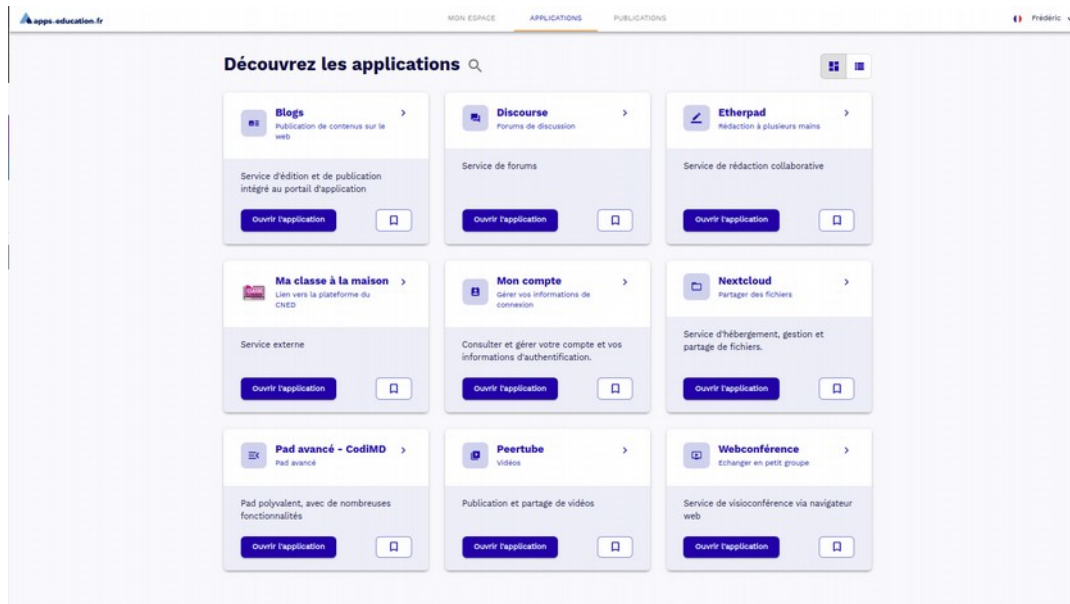 apps.education.fr
MON ESPACE APPLICATIONS PUBLICATIONS
Frédéric
Découvrez les applications
Blogs
Publication de contenus sur le
web
Service d'édition et de publication
intégré au portail d'application
Ouvrir l'application
Discourse
Forums de discussion
Service de forums
Ouvrir l'application
Etherpad
Rédaction à plusieurs mains
Service de rédaction collaborative
Ouvrir l'application
Ma classe à la maison
Lien vers la plateforme du
CNED
Service externe
Ouvrir l'application
Mon compte
Gérer vos informations de
connexion
Consulter et gérer votre compte et vos
informations d'authentification.
Ouvrir l'application
Nextcloud
Partager des fichiers
Service d'hébergement, gestion et
partage de fichiers.
Ouvrir l'application
Pad avancé - CodiMD
Pad avancé
Pad polyvalent, avec de nombreuses
fonctionnalités
Ouvrir l'application
Peertube
Vidéos
Publication et partage de vidéos
Ouvrir l'application
Webconférence
Echanger en petit groupe
Service de visioconférence via navigateur
web
Ouvrir l'application